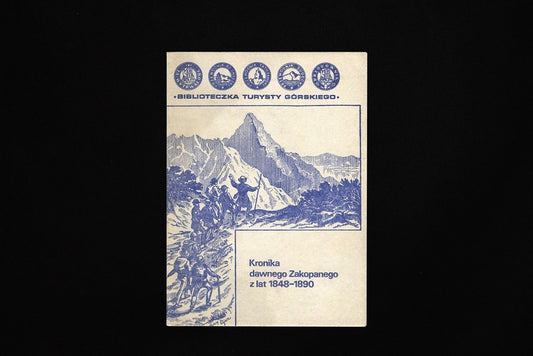 •BIBLIOTECZKA TURYSTY GÓRSKIEGO•
Kronika
dawnego Zakopanego
z lat 1848–1890